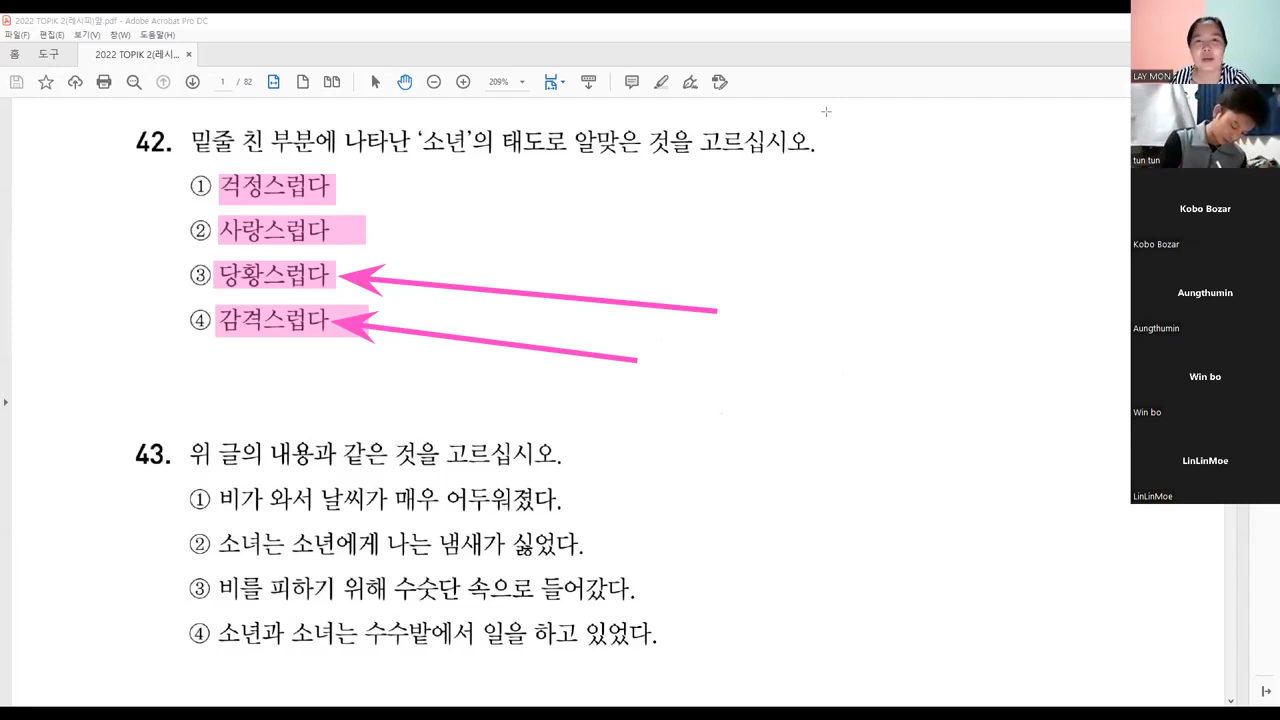 2022 TOPIK 2(레시피)알.pdf - Adobe Acrobat Pro DC
파일(F) 편집(E) 보기(V) 창(W) 도움말(H)
홈 도구 2022 TOPIK 2(레시피... ×
1 / 82 209%
42. 밑줄 친 부분에 나타난 ‘소년’의 태도로 알맞은 것을 고르십시오.
① 걱정스럽다
② 사랑스럽다
③ 당황스럽다
④ 감격스럽다
43. 위 글의 내용과 같은 것을 고르십시오.
① 비가 와서 날씨가 매우 어두워졌다.
② 소녀는 소년에게 나는 냄새가 싫었다.
③ 비를 피하기 위해 수숫단 속으로 들어갔다.
④ 소년과 소녀는 수수밭에서 일을 하고 있었다.
LAY MON
tun tun
Kobo Bozar
Kobo Bozar
Aungthumin
Aungthumin
Win bo
Win bo
LinLinMoe
LinLinMoe